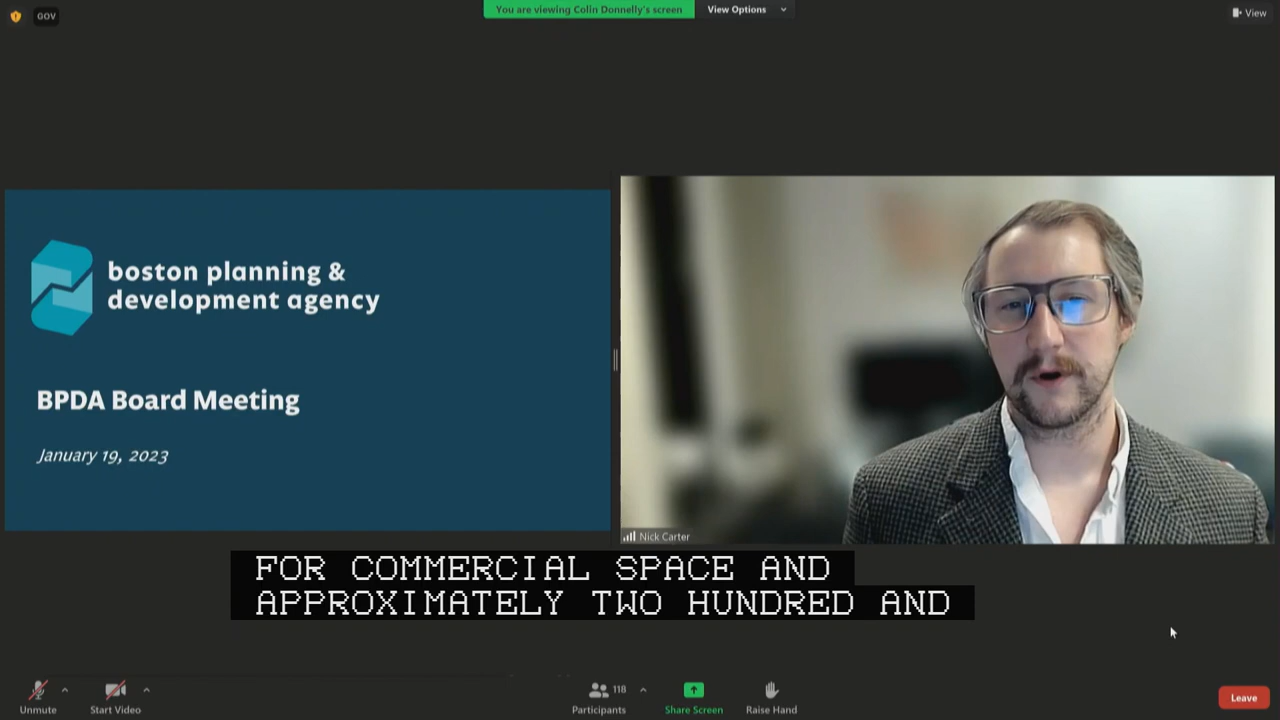 GOV
You are viewing Colin Donnelly's screen
View Options
View
boston planning &
development agency
BPDA Board Meeting
January 19, 2023
Nick Carter
FOR COMMERCIAL SPACE AND
APPROXIMATELY TWO HUNDRED AND
Unmute
Start Video
118
Participants
Share Screen
Raise Hand
Leave